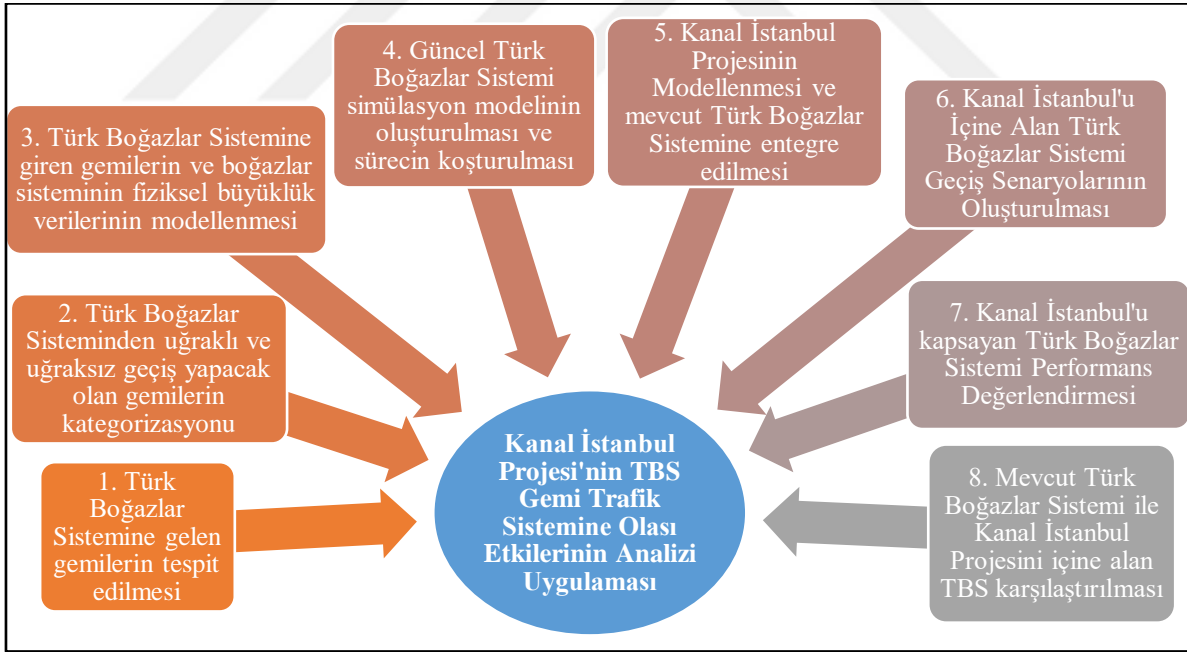 1. Türk
Boğazlar
Sistemine gelen
gemilerin tespit
edilmesi
2. Türk Boğazlar
Sisteminden uğraklı ve
uğraksız geçiş yapacak
olan gemilerin
kategorizasyonu
3. Türk Boğazlar Sistemine
giren gemilerin ve boğazlar
sisteminin fiziksel büyüklük
verilerinin modellenmesi
4. Güncel Türk
Boğazlar Sistemi
simülasyon modelinin
oluşturulması ve
sürecin koşturulması
5. Kanal İstanbul
Projesinin
Modellenmesi ve
mevcut Türk Boğazlar
Sistemine entegre
edilmesi
6. Kanal İstanbul'u
İçine Alan Türk
Boğazlar Sistemi
Geçiş Senaryolarının
Oluşturulması
7. Kanal İstanbul'u
kapsayan Türk Boğazlar
Sistemi Performans
Değerlendirmesi
8. Mevcut Türk
Boğazlar Sistemi ile
Kanal İstanbul
Projesini içine alan
TBS karşılaştırılması
Kanal İstanbul
Projesi'nin TBS
Gemi Trafik
Sistemine Olası
Etkilerinin Analizi
Uygulaması